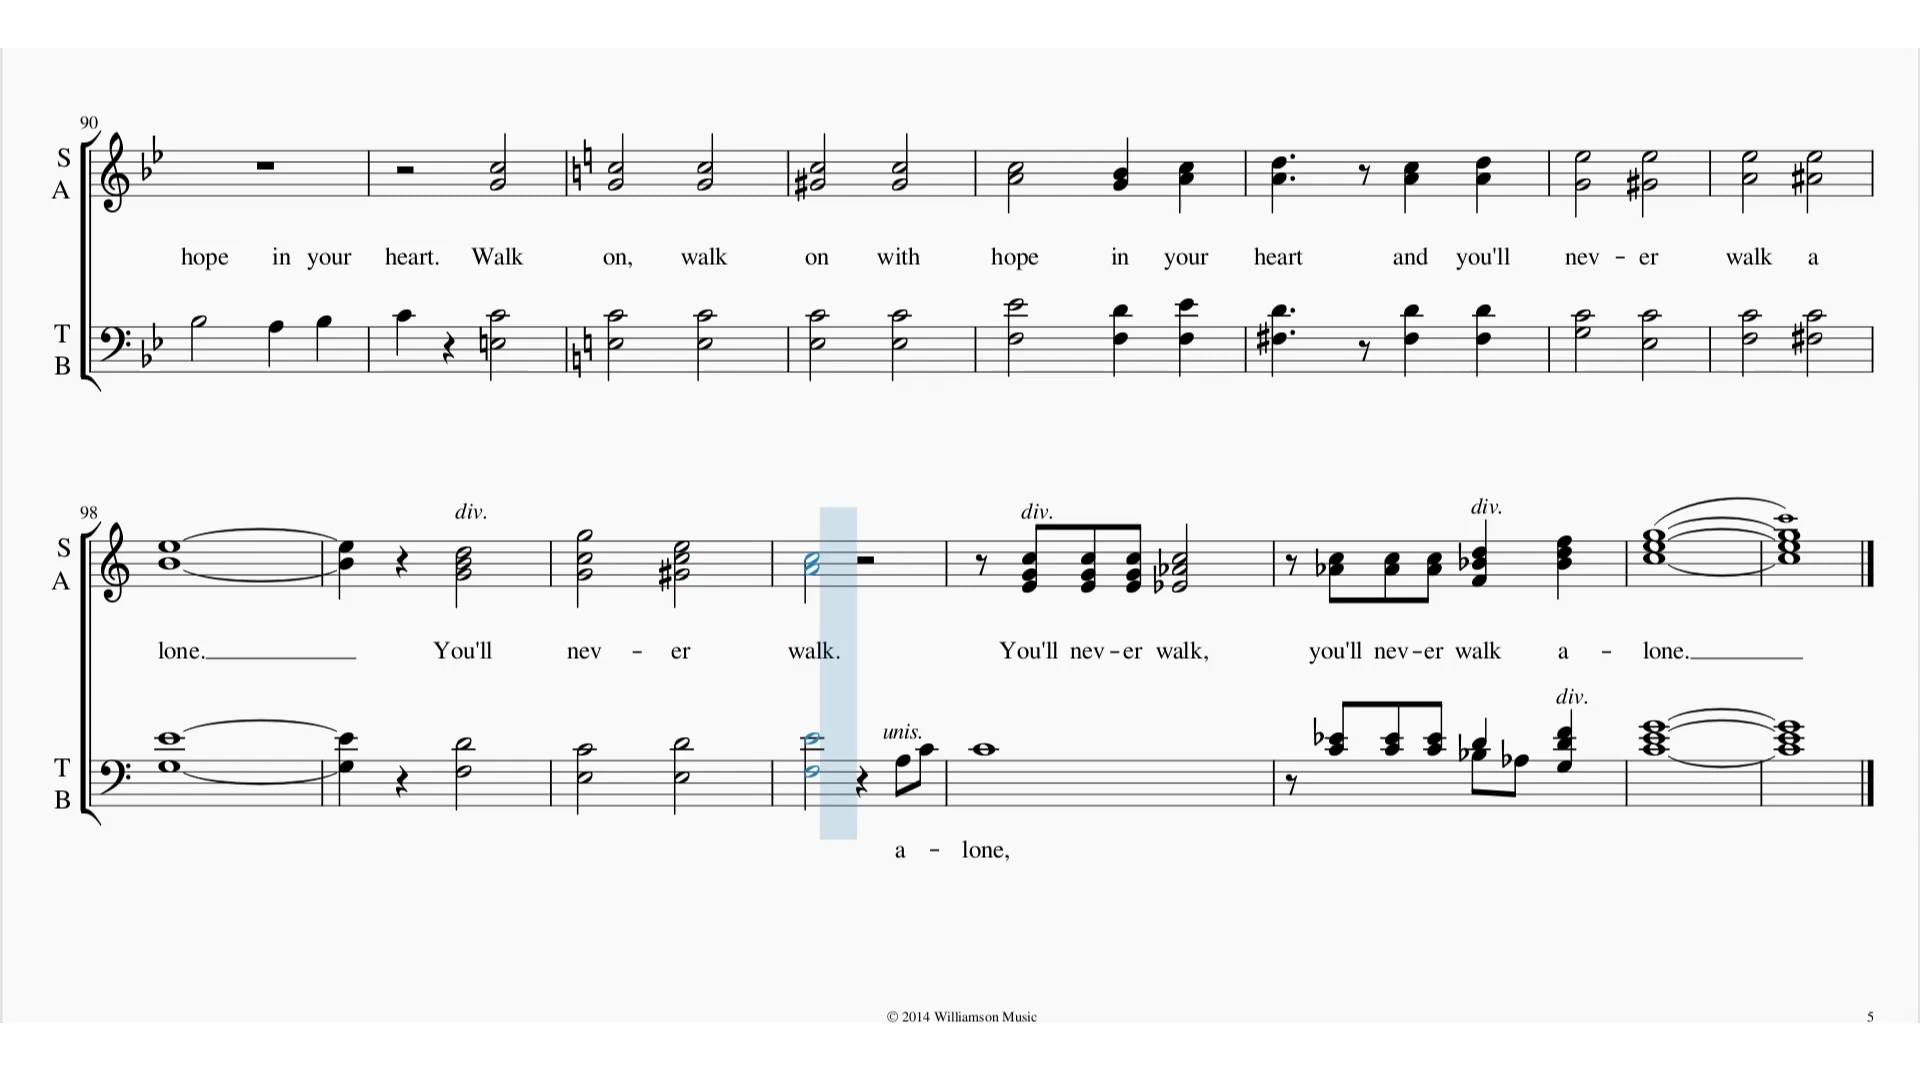 90
S
A
hope in your heart. Walk on, walk on with hope in your heart and you'll nev - er walk a
T
B
98
div. div. div.
S
A
lone. You'll nev - er walk. You'll nev - er walk, you'll nev - er walk a - lone.
div.
unis.
T
B
a - lone,
© 2014 Williamson Music 5